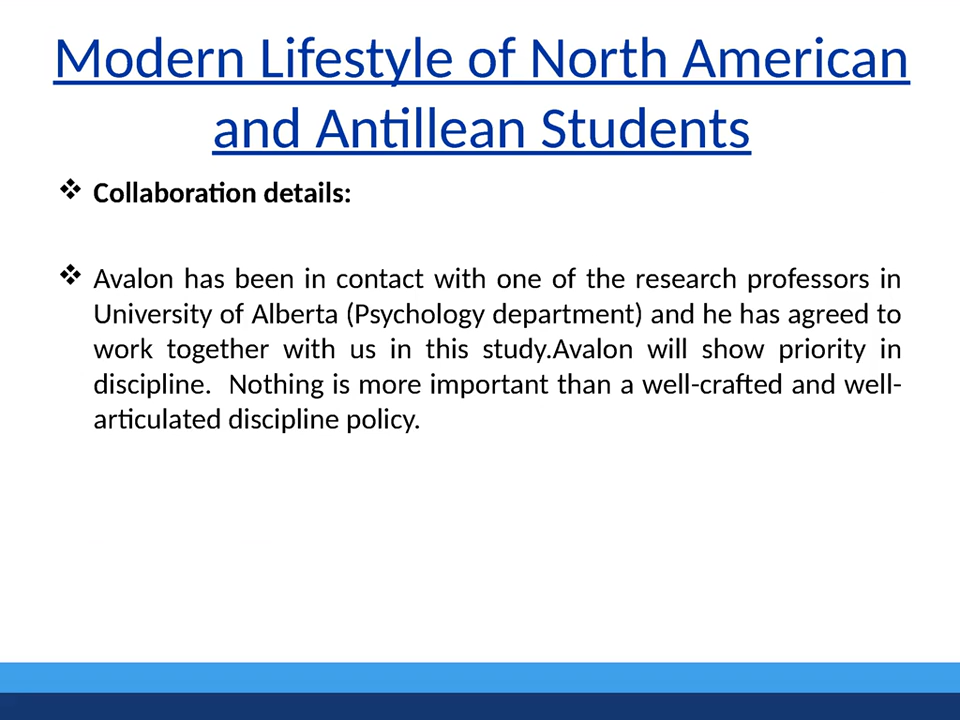 Modern Lifestyle of North American
and Antillean Students
❖ Collaboration details:
❖ Avalon has been in contact with one of the research professors in
University of Alberta (Psychology department) and he has agreed to
work together with us in this study.Avalon will show priority in
discipline.  Nothing is more important than a well-crafted and well-
articulated discipline policy.